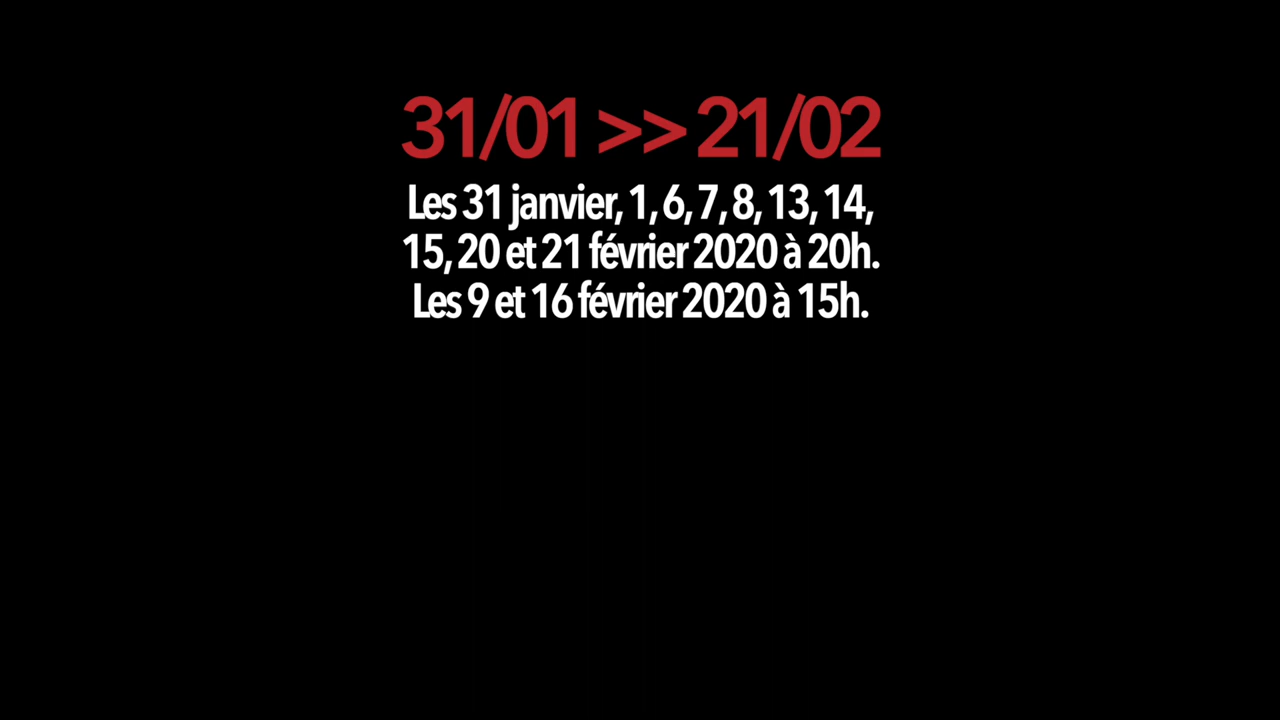 31/01 >> 21/02
Les 31 janvier, 1, 6, 7, 8, 13, 14,
15, 20 et 21 février 2020 à 20h.
Les 9 et 16 février 2020 à 15h.